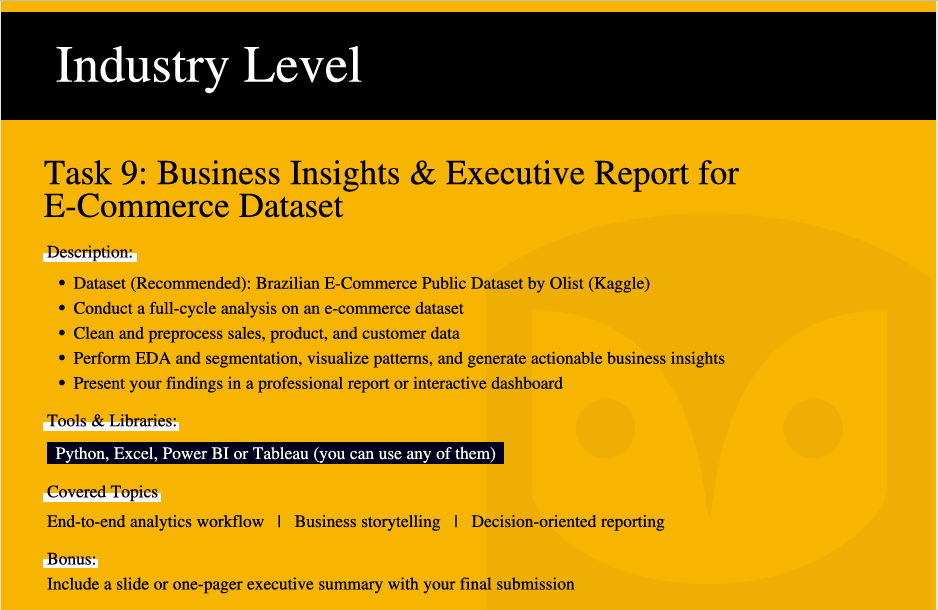 Industry Level
Task 9: Business Insights & Executive Report for
E-Commerce Dataset
Description:
• Dataset (Recommended): Brazilian E-Commerce Public Dataset by Olist (Kaggle)
• Conduct a full-cycle analysis on an e-commerce dataset
• Clean and preprocess sales, product, and customer data
• Perform EDA and segmentation, visualize patterns, and generate actionable business insights
• Present your findings in a professional report or interactive dashboard
Tools & Libraries:
Python, Excel, Power BI or Tableau (you can use any of them)
Covered Topics
End-to-end analytics workflow | Business storytelling | Decision-oriented reporting
Bonus:
Include a slide or one-pager executive summary with your final submission